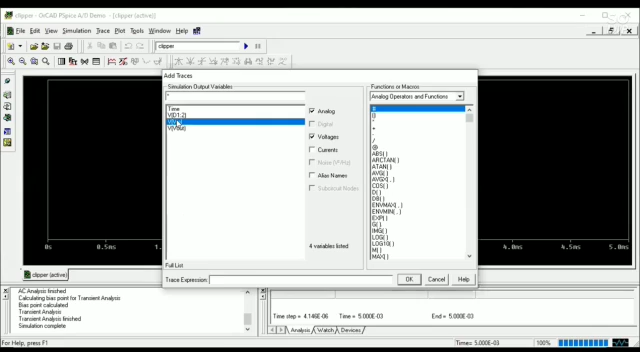 clipper - OrCAD PSpice A/D Demo - [clipper (active)]
File Edit View Simulation Trace Plot Tools Window Help
clipper
Add Traces
Simulation Output Variables
*
Time
V(D1:2)
V(Vout)
Analog
Digital
Voltages
Currents
Noise (V²/Hz)
Alias Names
Subcircuit Nodes
4 variables listed
Full List
Functions or Macros
Analog Operators and Functions
#
()
*
+
-
/
@
ABS( )
ARCTAN( )
ATAN( )
AVG( )
AVGX( , )
COS( )
D( )
DB( )
ENVMAX( , )
ENVMIN( , )
EXP( )
G( )
IMG( )
LOG( )
LOG10( )
M( )
MAX( )
Trace Expression:
OK Cancel Help
0s 0.5ms 1. 4.0ms 4.5ms 5.0ms
clipper (active)
AC Analysis finished
Calculating bias point for Transient Analysis
Bias point calculated
Transient Analysis
Transient Analysis finished
Simulation complete
Time step = 4.146E-06 Time = 5.000E-03 End = 5.000E-03
Analysis Watch Devices
For Help, press F1
Time= 5.000E-03 100%